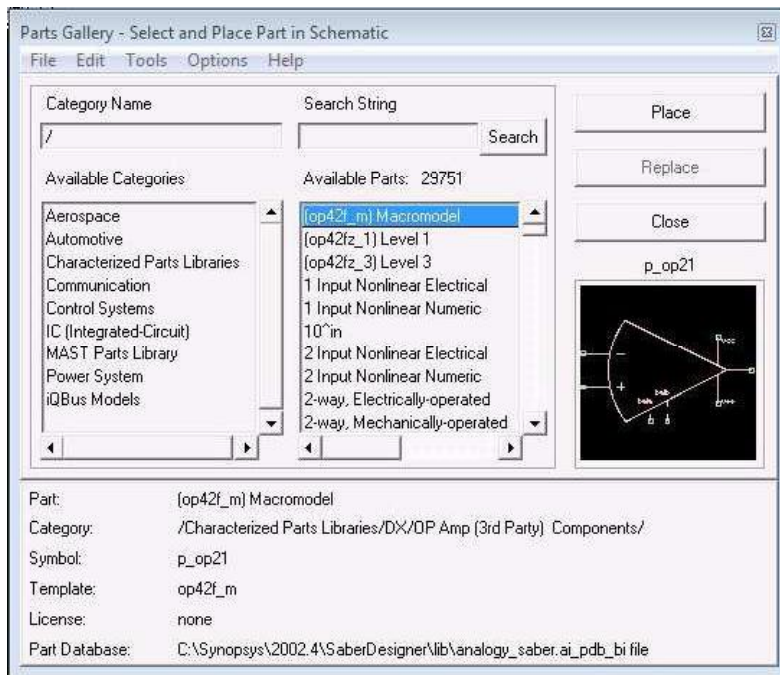 Parts Gallery - Select and Place Part in Schematic
File Edit Tools Options Help
Category Name
/
Available Categories
Aerospace
Automotive
Characterized Parts Libraries
Communication
Control Systems
IC (Integrated-Circuit)
MAST Parts Library
Power System
iQBus Models
Search String
Search
Available Parts: 29751
(op42f_m) Macromodel
(op42fz_1) Level 1
(op42fz_3) Level 3
1 Input Nonlinear Electrical
1 Input Nonlinear Numeric
10^in
2 Input Nonlinear Electrical
2 Input Nonlinear Numeric
2-way, Electrically-operated
2-way, Mechanically-operated
Place
Replace
Close
p_op21
Part: (op42f_m) Macromodel
Category: /Characterized Parts Libraries/DX/OP Amp (3rd Party) Components/
Symbol: p_op21
Template: op42f_m
License: none
Part Database: C:\Synopsys\2002.4\SaberDesigner\lib\analogy_saber.ai_pdb_bi file